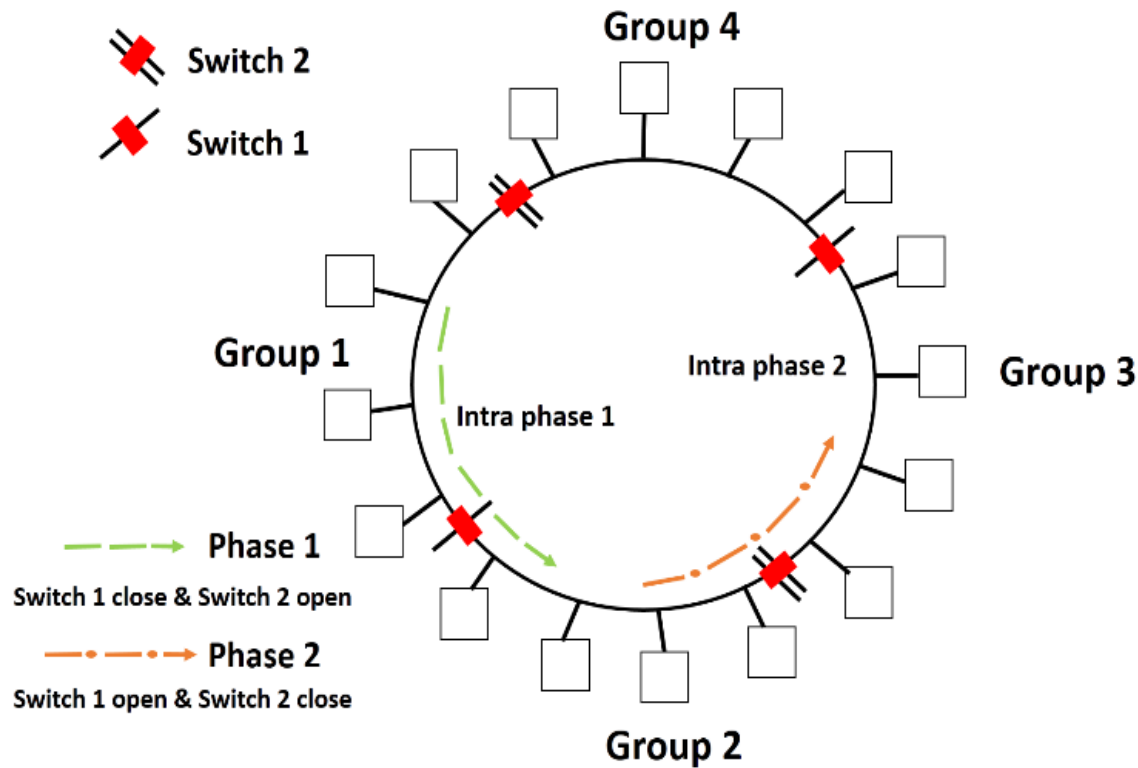 Group 4
Switch 2
Switch 1
Group 1
Intra phase 2
Group 3
Intra phase 1
Phase 1
Switch 1 close & Switch 2 open
Phase 2
Switch 1 open & Switch 2 close
Group 2